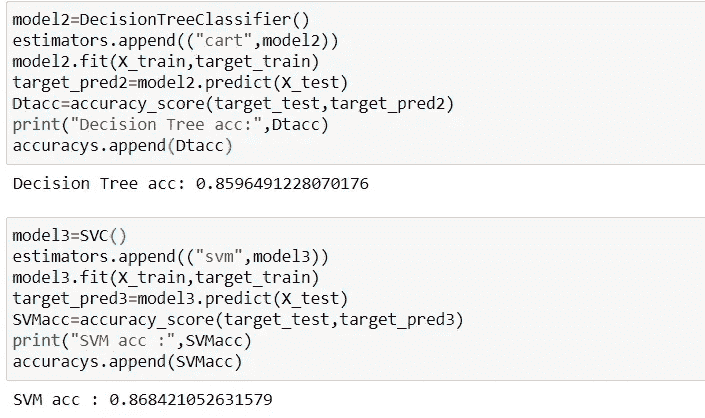 model2=DecisionTreeClassifier()
estimators.append(("cart",model2))
model2.fit(X_train,target_train)
target_pred2=model2.predict(X_test)
Dtacc=accuracy_score(target_test,target_pred2)
print("Decision Tree acc:",Dtacc)
accuracys.append(Dtacc)
Decision Tree acc: 0.8596491228070176
model3=SVC()
estimators.append(("svm",model3))
model3.fit(X_train,target_train)
target_pred3=model3.predict(X_test)
SVMacc=accuracy_score(target_test,target_pred3)
print("SVM acc :",SVMacc)
accuracys.append(SVMacc)
SVM acc : 0.868421052631579